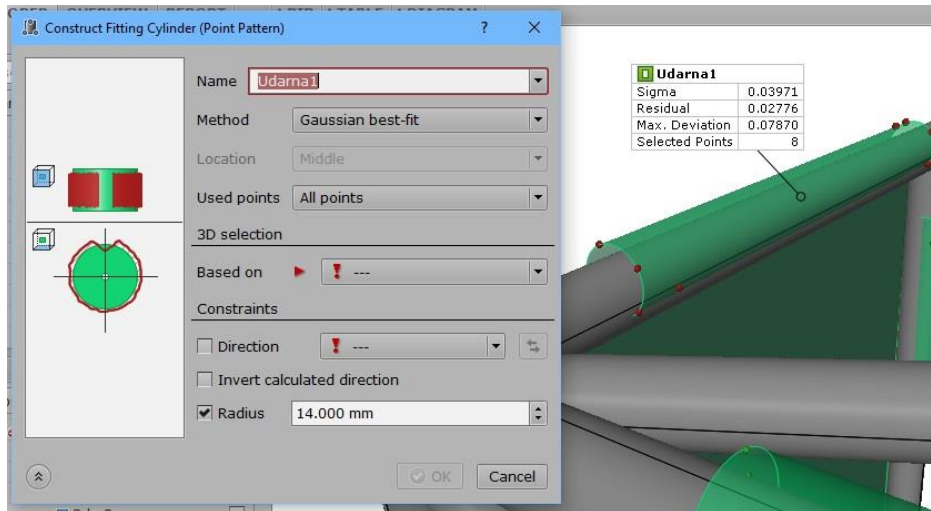 OVERVIEW REPORT
Construct Fitting Cylinder (Point Pattern) ? ×
Name Udarna1
Method Gaussian best-fit
Location Middle
Used points All points
3D selection
Based on ---
Constraints
Direction ---
Invert calculated direction
Radius 14.000 mm
OK Cancel
Udarna1
Sigma 0.03971
Residual 0.02776
Max. Deviation 0.07870
Selected Points 8